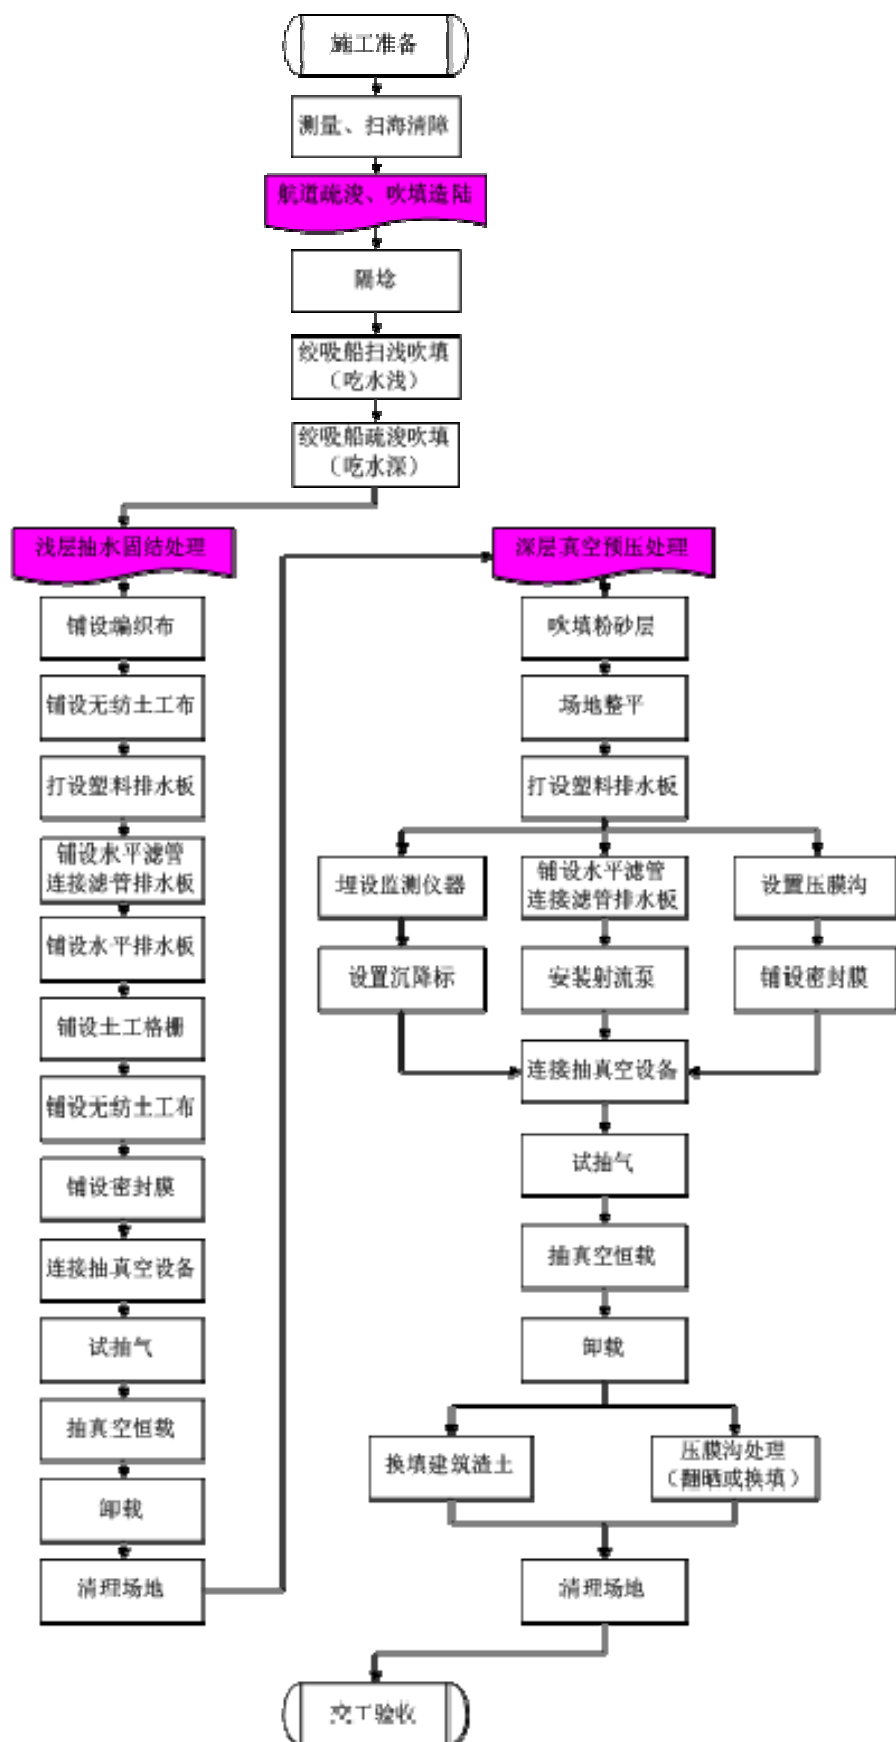 施工准备
测量、扫海清障
航道疏浚、吹填造陆
隔埝
绞吸船扫浅吹填
（吃水浅）
绞吸船疏浚吹填
（吃水深）
浅层抽水固结处理
铺设编织布
铺设无纺土工布
打设塑料排水板
铺设水平滤管
连接滤管排水板
铺设水平排水板
铺设土工格栅
铺设无纺土工布
铺设密封膜
连接抽真空设备
试抽气
抽真空恒载
卸载
清理场地
深层真空预压处理
吹填粉砂层
场地整平
打设塑料排水板
埋设监测仪器
设置沉降标
铺设水平滤管
连接滤管排水板
安装射流泵
设置压膜沟
铺设密封膜
连接抽真空设备
试抽气
抽真空恒载
卸载
换填建筑渣土
压膜沟处理
（翻晒或换填）
清理场地
交工验收